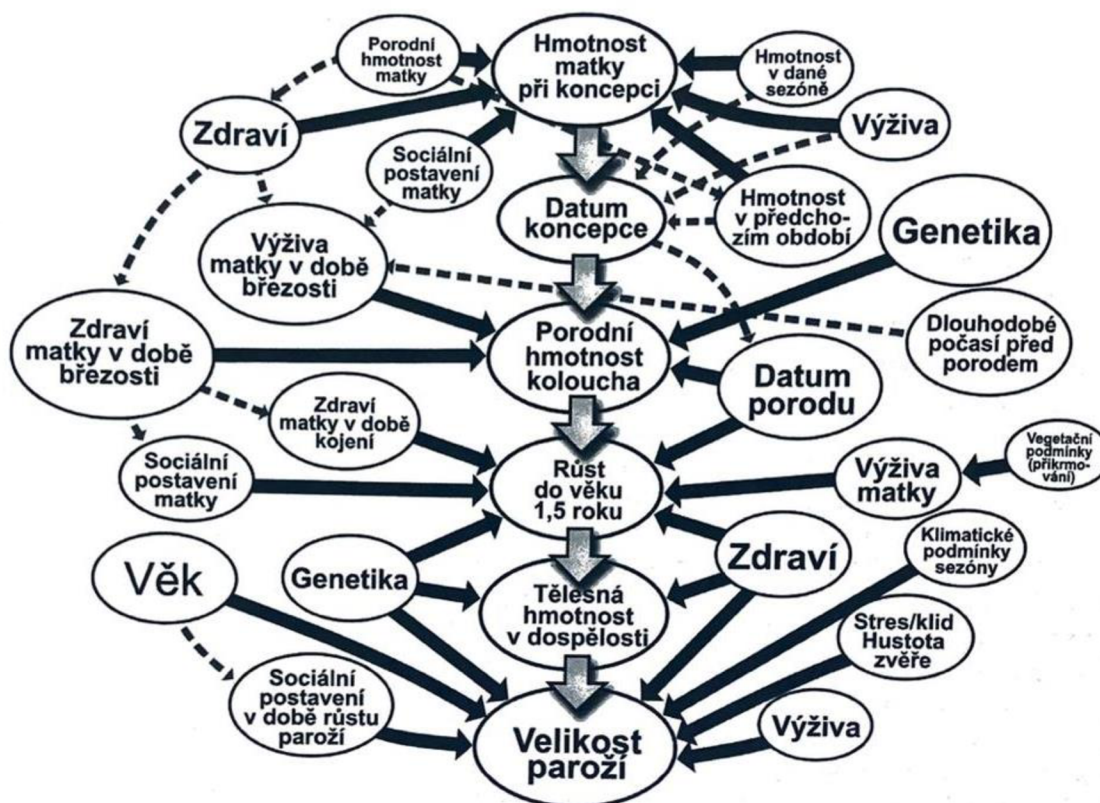 Porodní
hmotnost
matky
Hmotnost
matky
při koncepci
Hmotnost
v dané
sezóně
Zdraví
Výživa
Sociální
postavení
matky
Datum
koncepce
Hmotnost
v předcho-
zím období
Genetika
Výživa
matky v době
březosti
Zdraví
matky v době
březosti
Porodní
hmotnost
koloucha
Dlouhodobé
počasí před
porodem
Datum
porodu
Zdraví
matky v době
kojení
Sociální
postavení
matky
Růst
do věku
1,5 roku
Výživa
matky
Vegetační
podmínky
(přikrmo-
vání)
Věk
Genetika
Tělesná
hmotnost
v dospělosti
Zdraví
Klimatické
podmínky
sezóny
Stres/klid
Hustota
zvěře
Sociální
postavení
v době růstu
paroží
Velikost
paroží
Výživa